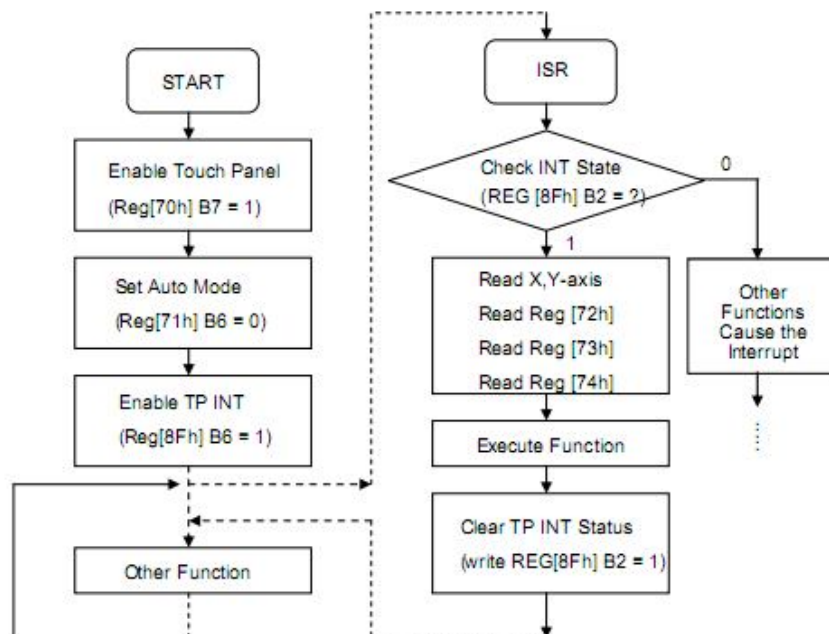 START
Enable Touch Panel
(Reg[70h] B7 = 1)
Set Auto Mode
(Reg[71h] B6 = 0)
Enable TP INT
(Reg[8Fh] B6 = 1)
Other Function
ISR
Check INT State
(REG [8Fh] B2 = ?)
0
1
Read X,Y-axis
Read Reg [72h]
Read Reg [73h]
Read Reg [74h]
Other
Functions
Cause the
Interrupt
Execute Function
Clear TP INT Status
(write REG[8Fh] B2 = 1)